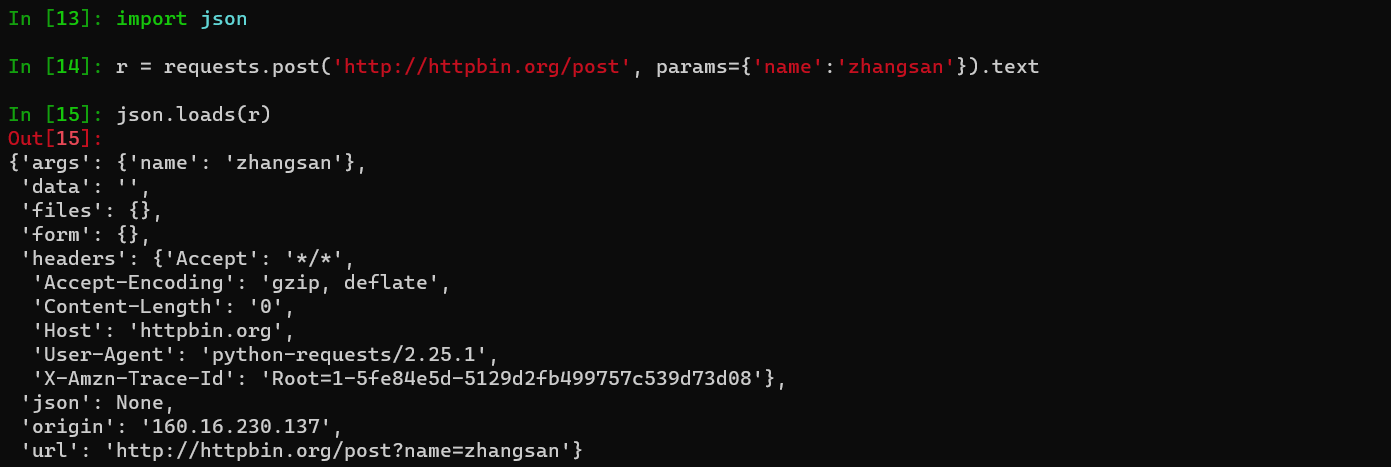 In [13]: import json
In [14]: r = requests.post('http://httpbin.org/post', params={'name':'zhangsan'}).text
In [15]: json.loads(r)
Out[15]:
{'args': {'name': 'zhangsan'},
 'data': '',
 'files': {},
 'form': {},
 'headers': {'Accept': '*/*',
  'Accept-Encoding': 'gzip, deflate',
  'Content-Length': '0',
  'Host': 'httpbin.org',
  'User-Agent': 'python-requests/2.25.1',
  'X-Amzn-Trace-Id': 'Root=1-5fe84e5d-5129d2fb499757c539d73d08'},
 'json': None,
 'origin': '160.16.230.137',
 'url': 'http://httpbin.org/post?name=zhangsan'}